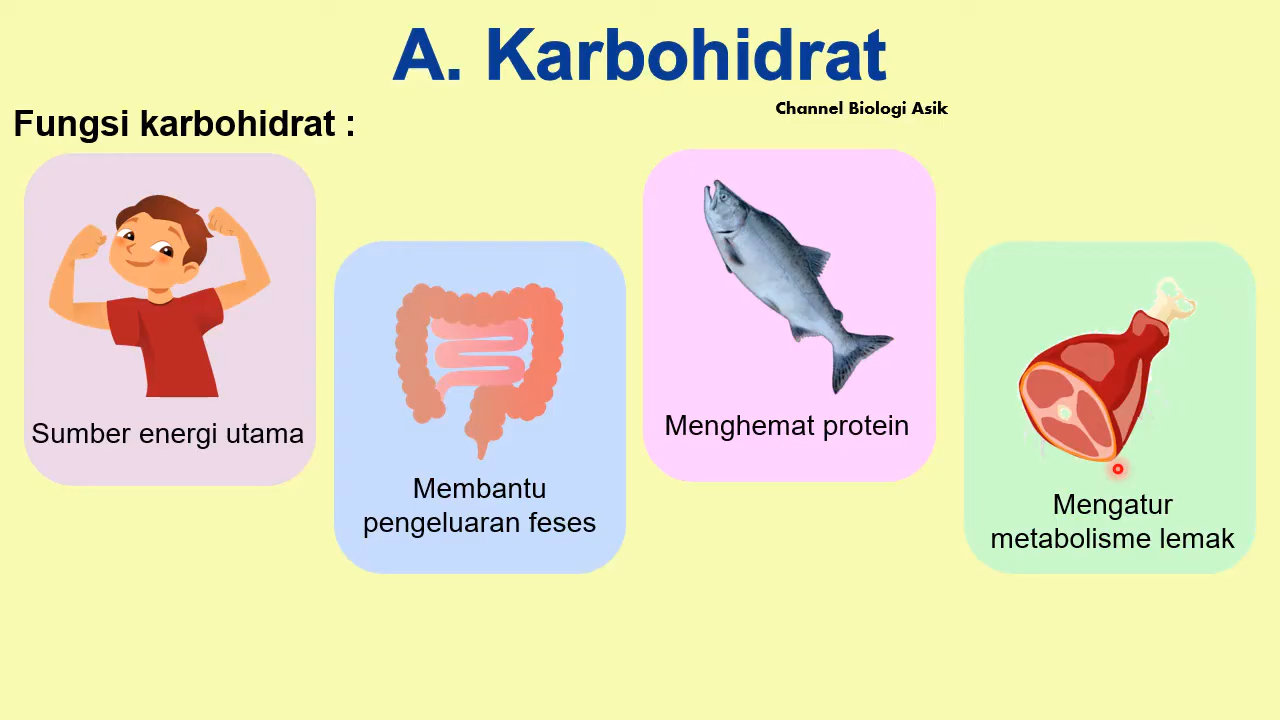 A. Karbohidrat
Channel Biologi Asik
Fungsi karbohidrat :
Sumber energi utama
Membantu
pengeluaran feses
Menghemat protein
Mengatur
metabolisme lemak